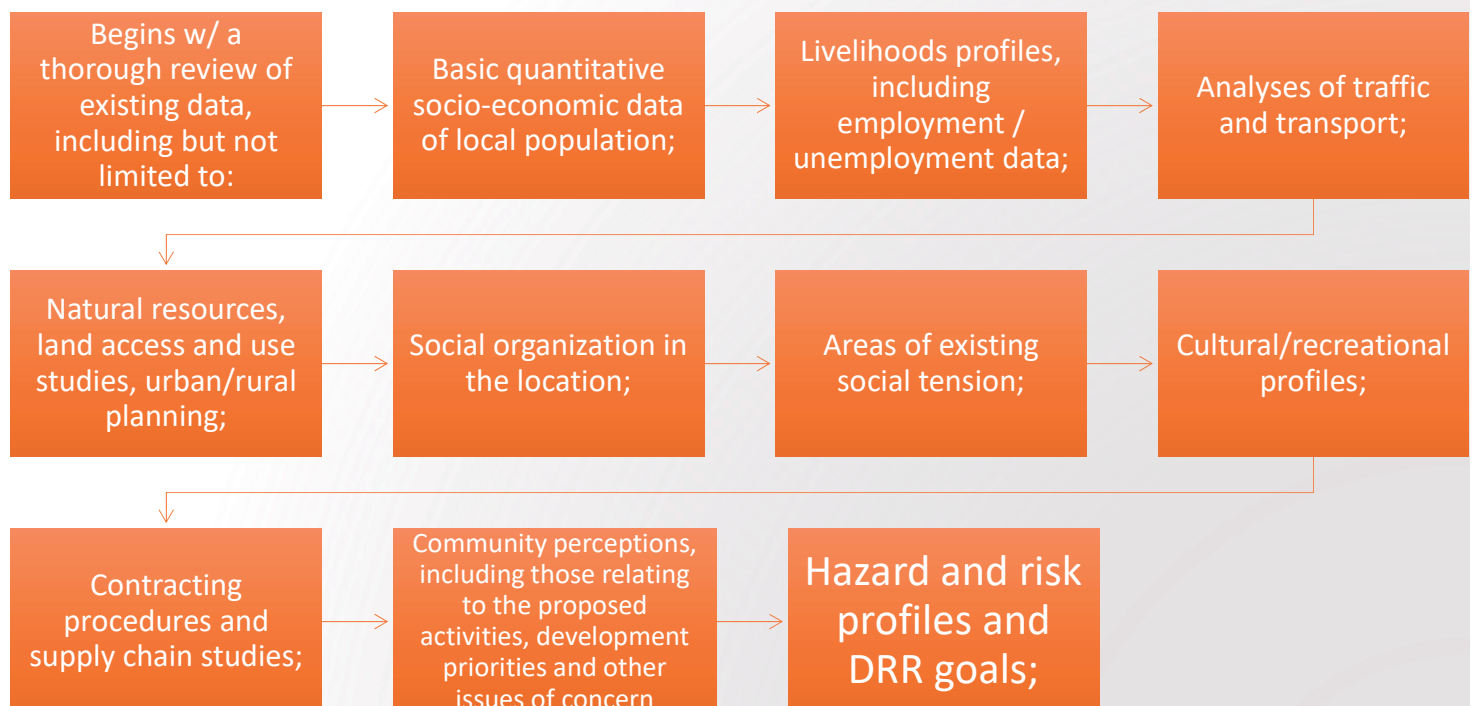 Begins w/ a
thorough review of
existing data,
including but not
limited to:
Basic quantitative
socio-economic data
of local population;
Livelihoods profiles,
including
employment /
unemployment data;
Analyses of traffic
and transport;
Natural resources,
land access and use
studies, urban/rural
planning;
Social organization in
the location;
Areas of existing
social tension;
Cultural/recreational
profiles;
Contracting
procedures and
supply chain studies;
Community perceptions,
including those relating
to the proposed
activities, development
priorities and other
issues of concern
Hazard and risk
profiles and
DRR goals;